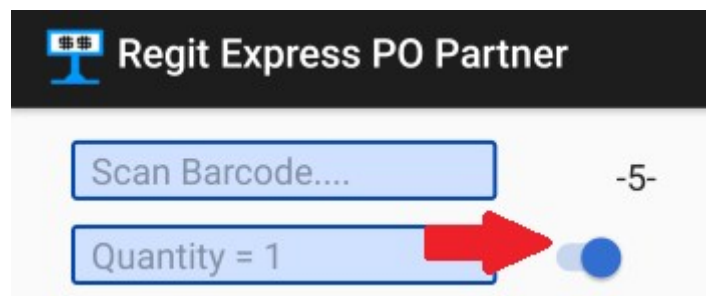 $$
Regit Express PO Partner
Scan Barcode....
-5-
Quantity = 1